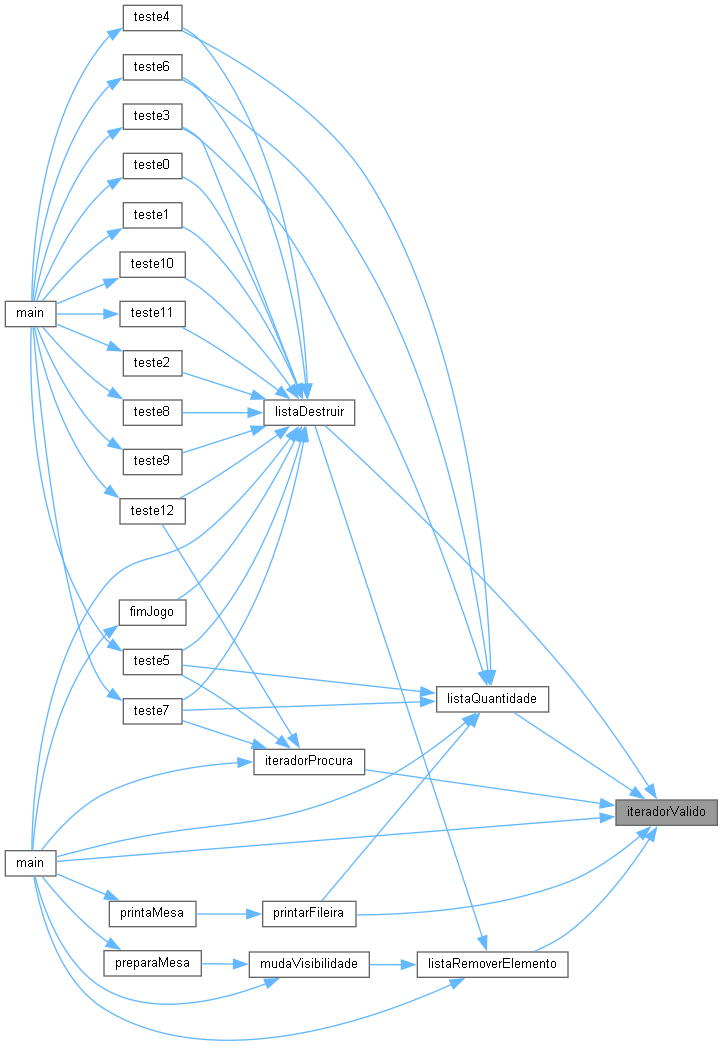 teste4
teste6
teste3
teste0
teste1
teste10
main
teste11
teste2
teste8
listaDestruir
teste9
teste12
fimJogo
teste5
listaQuantidade
teste7
iteradorProcura
iteradorValido
main
printaMesa
printarFileira
preparaMesa
mudaVisibilidade
listaRemoverElemento